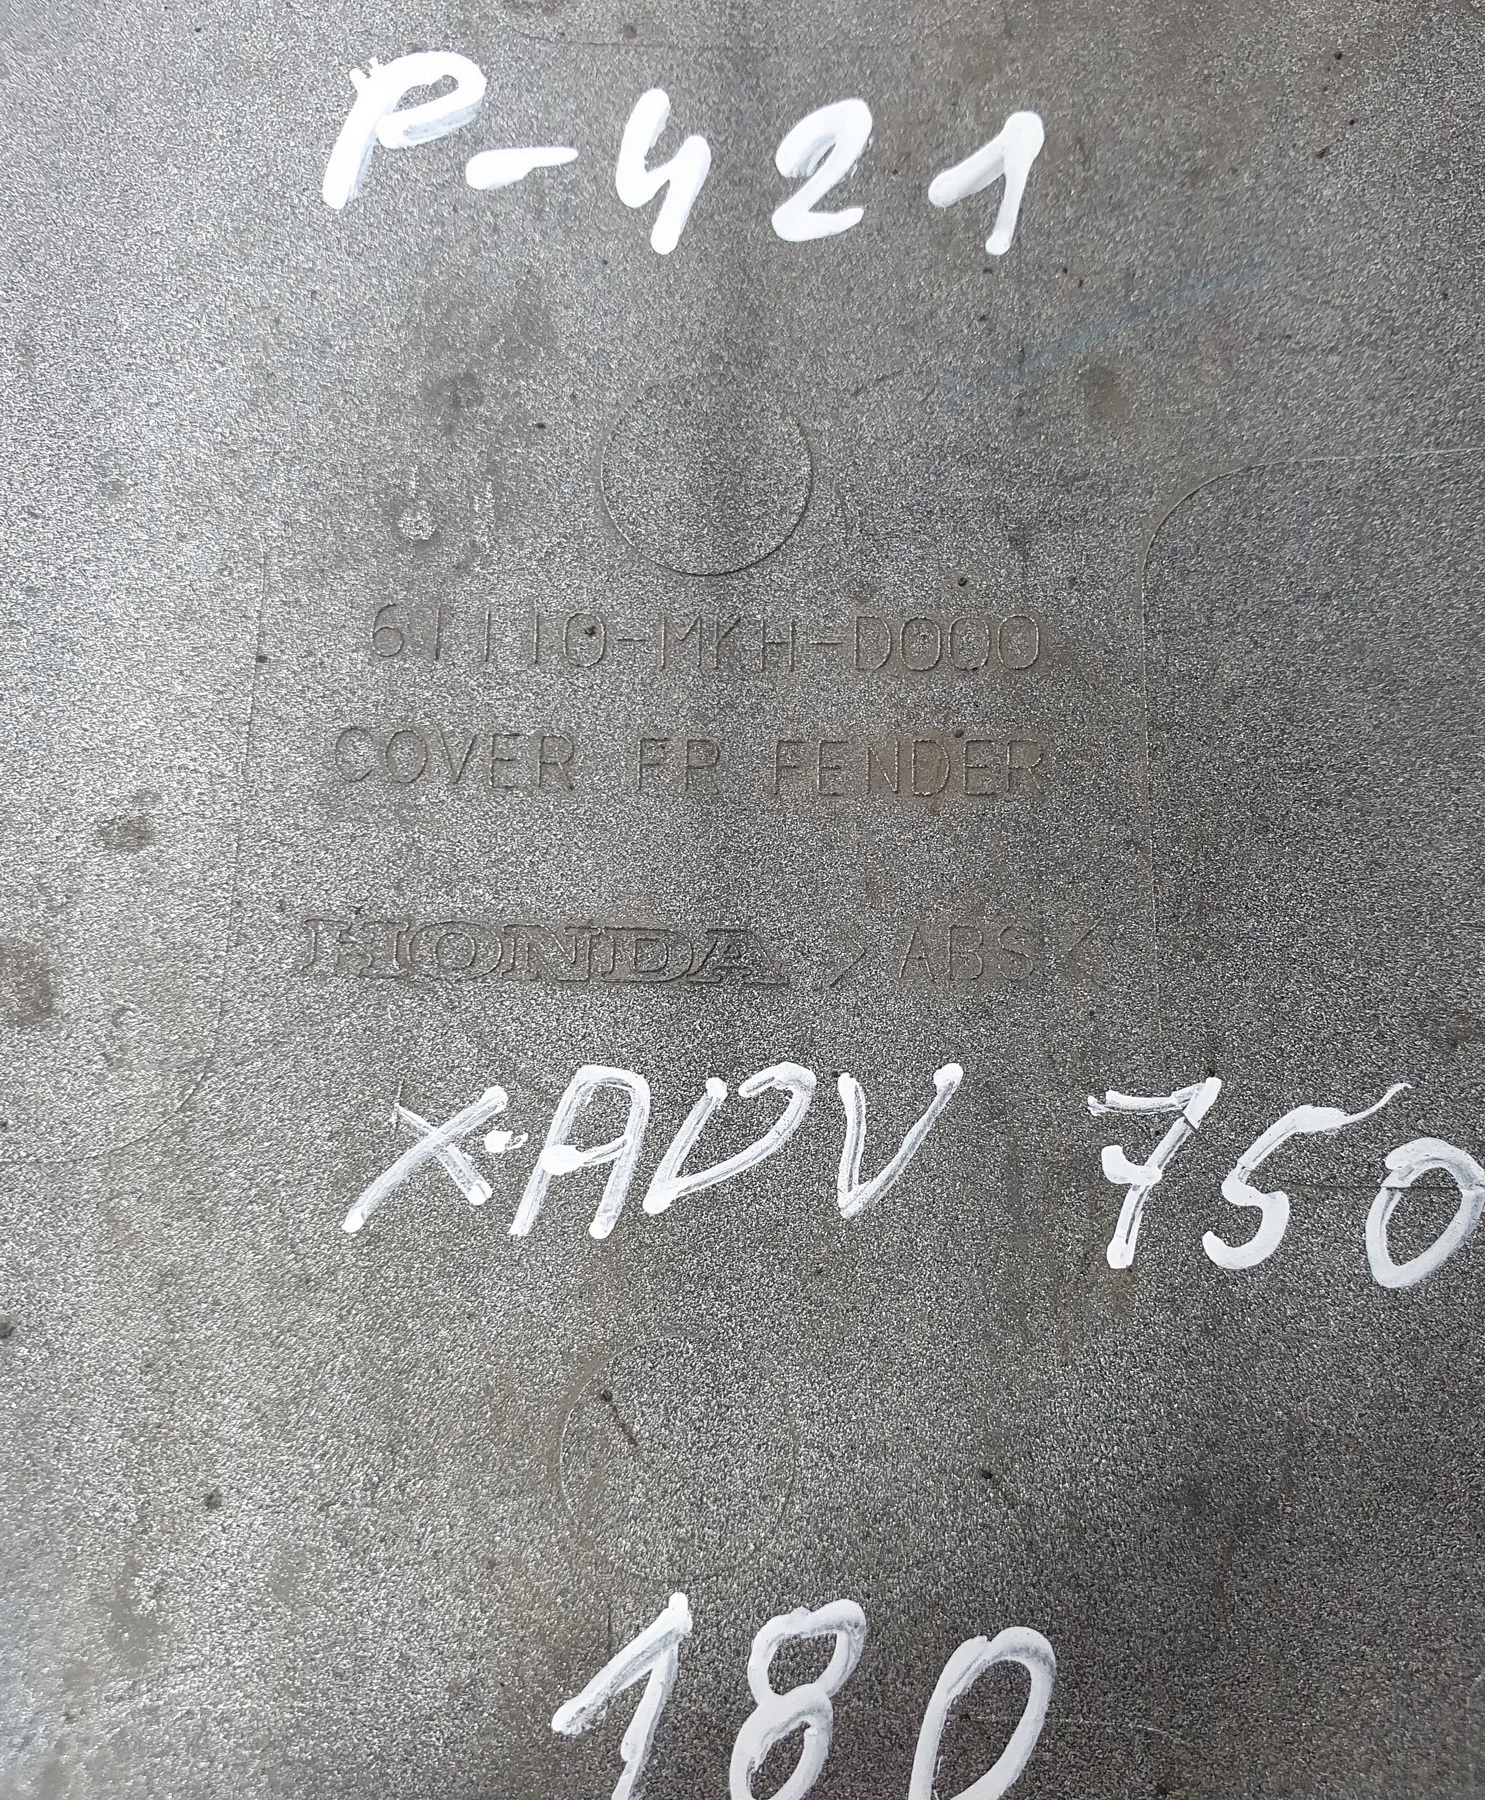 P-421
61110-MKH-D000
COVER FR FENDER
HONDA >ABS<
X-ADV 750
180